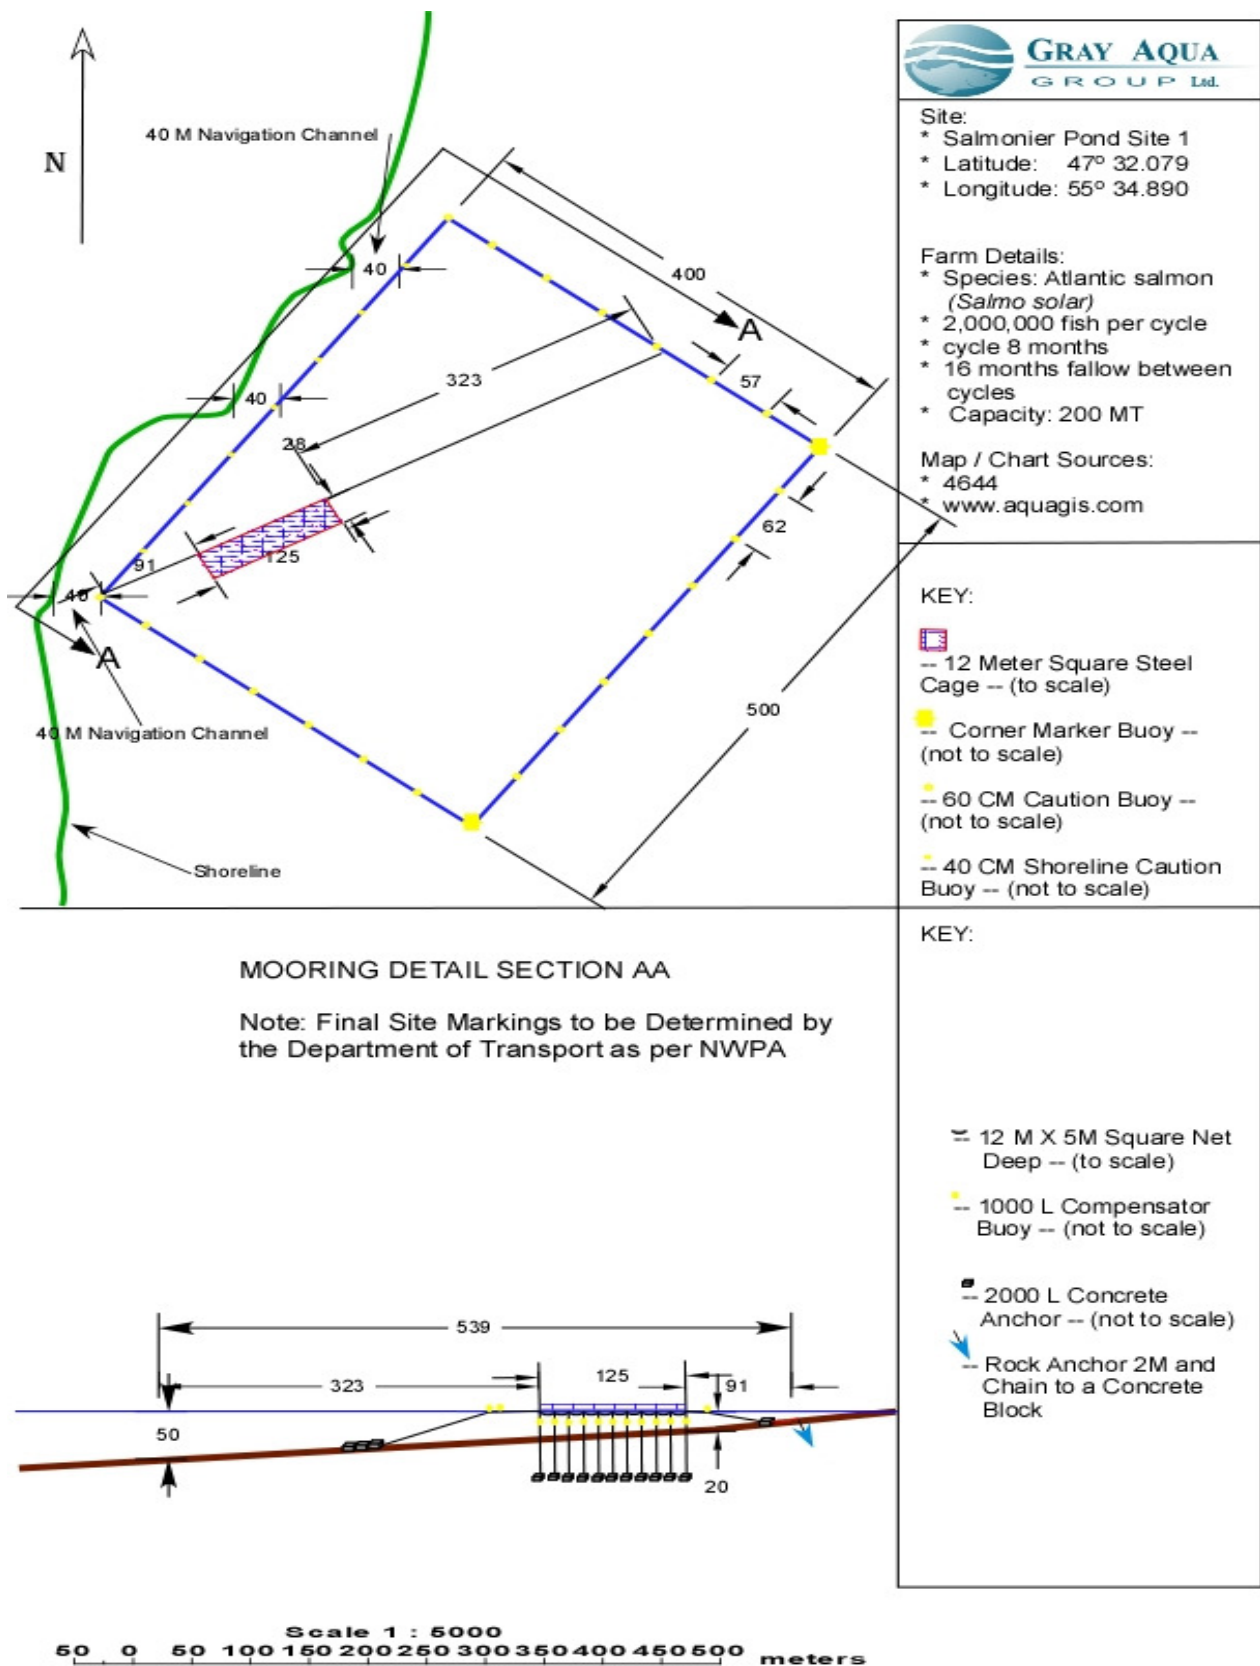 GRAY AQUA
GROUP Ltd.
Site:
* Salmonier Pond Site 1
* Latitude: 47º 32.079
* Longitude: 55º 34.890
Farm Details:
* Species: Atlantic salmon
(Salmo solar)
* 2,000,000 fish per cycle
* cycle 8 months
* 16 months fallow between
cycles
* Capacity: 200 MT
Map / Chart Sources:
* 4644
* www.aquagis.com
KEY:
-- 12 Meter Square Steel
Cage -- (to scale)
-- Corner Marker Buoy --
(not to scale)
-- 60 CM Caution Buoy --
(not to scale)
-- 40 CM Shoreline Caution
Buoy -- (not to scale)
N
40 M Navigation Channel
40
400
A
323
57
40
28
62
91
125
40
A
500
40 M Navigation Channel
Shoreline
MOORING DETAIL SECTION AA
Note: Final Site Markings to be Determined by
the Department of Transport as per NWPA
KEY:
-- 12 M X 5M Square Net
Deep -- (to scale)
-- 1000 L Compensator
Buoy -- (not to scale)
-- 2000 L Concrete
Anchor -- (not to scale)
-- Rock Anchor 2M and
Chain to a Concrete
Block
539
323
125
91
50
20
Scale 1 : 5000
50 0 50 100 150 200 250 300 350 400 450 500 meters